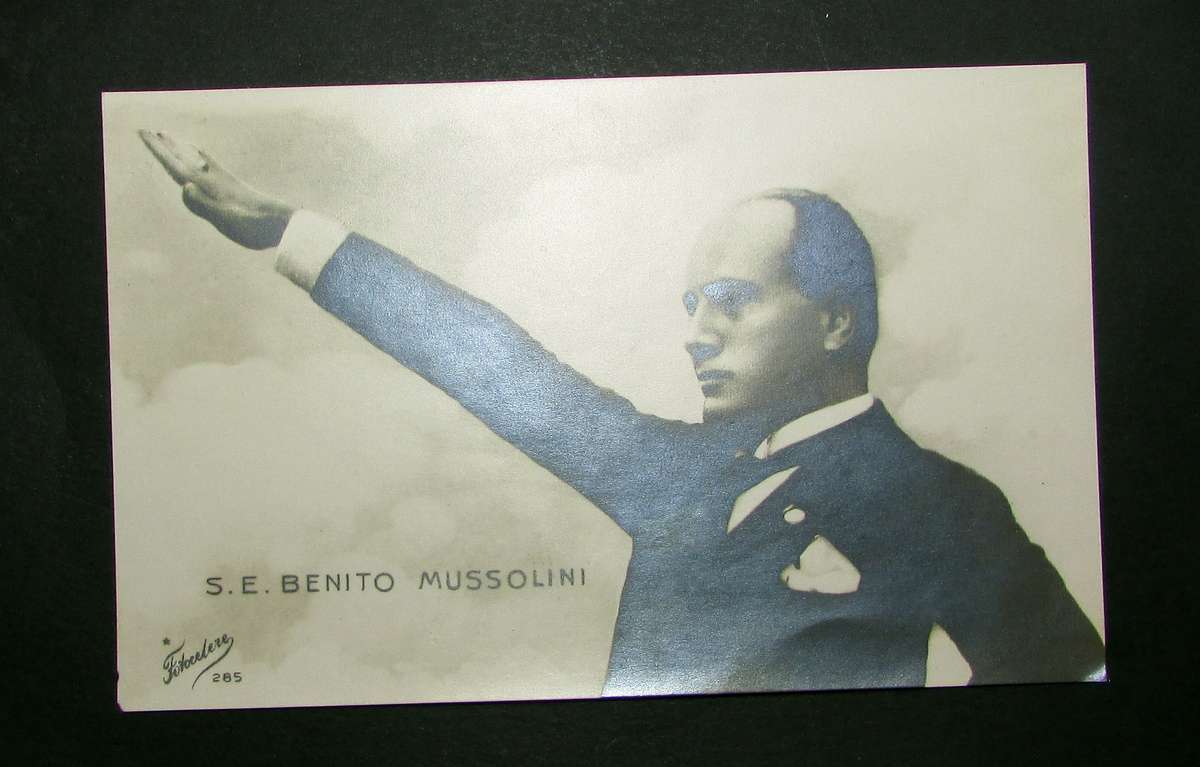 S. E. BENITO MUSSOLINI
Fotocelere
285